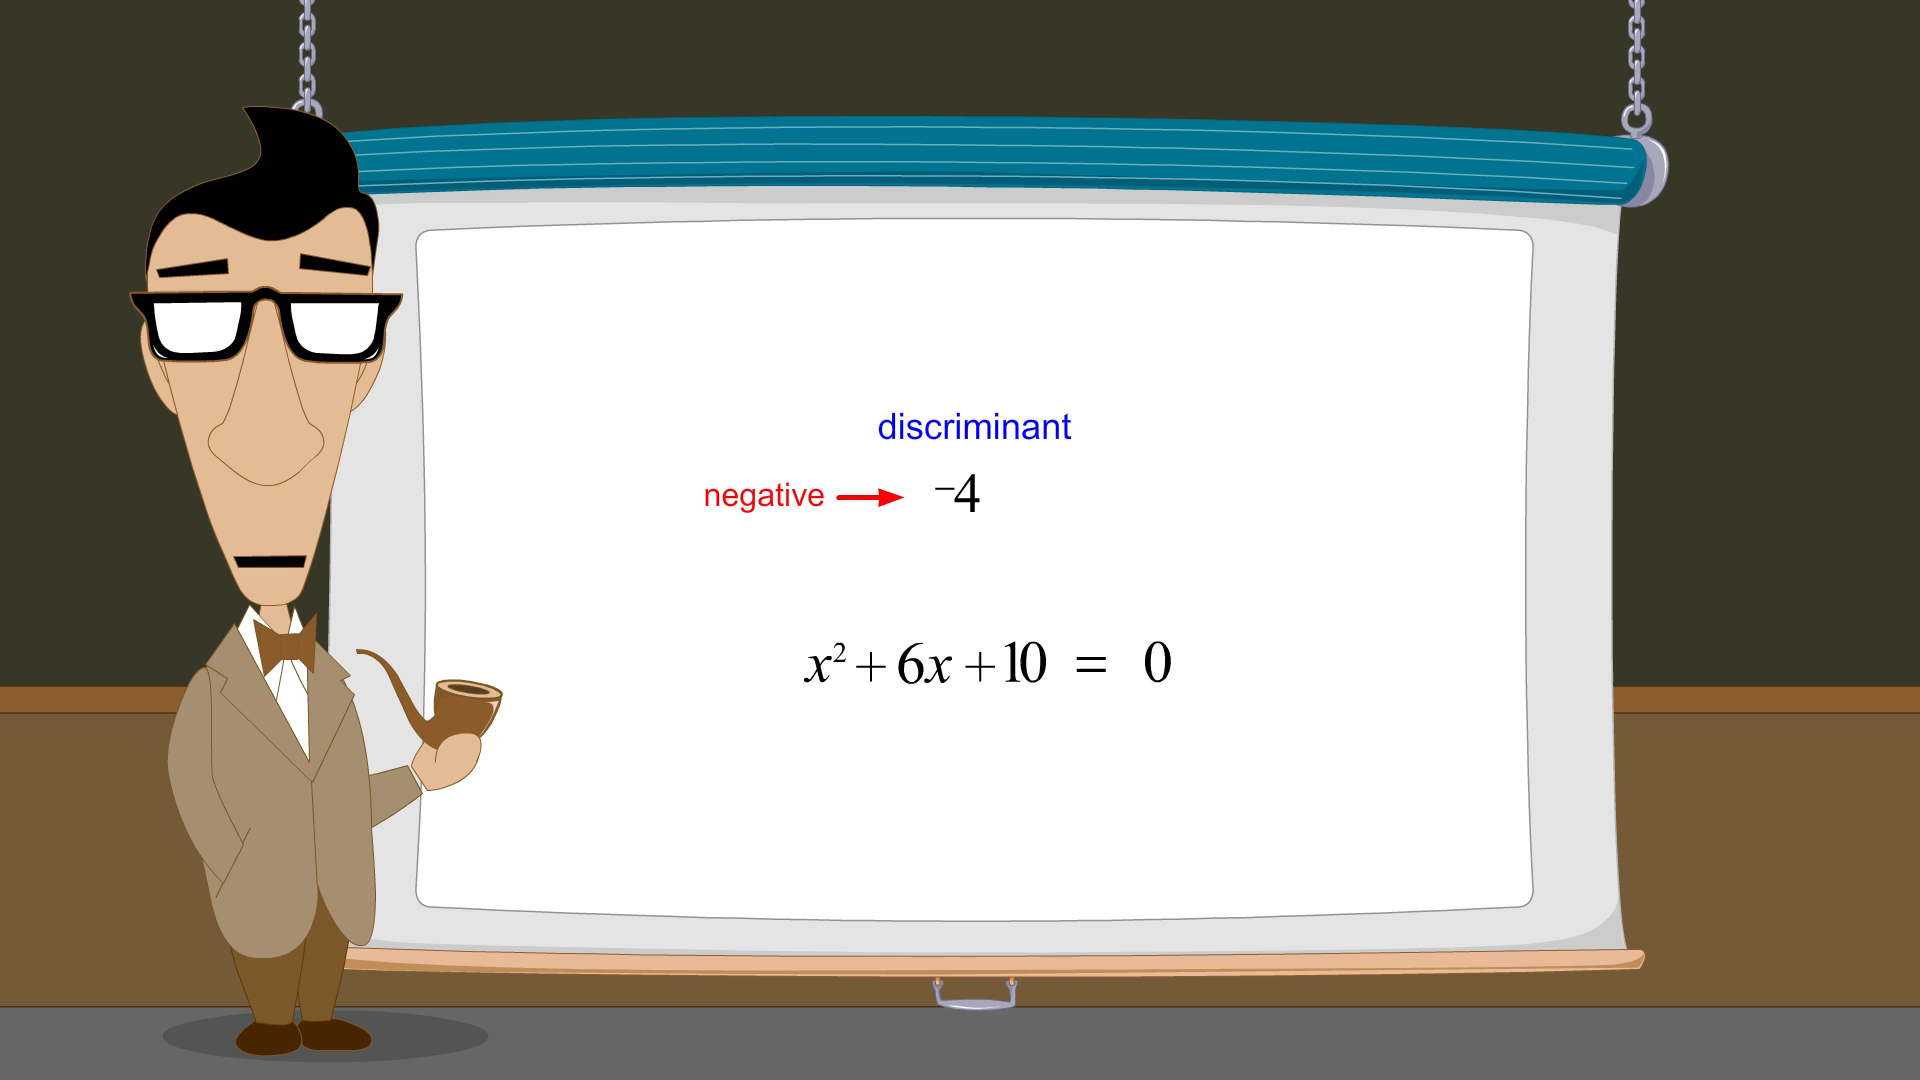 discriminant
negative → ⁻4
x² + 6x + 10 = 0